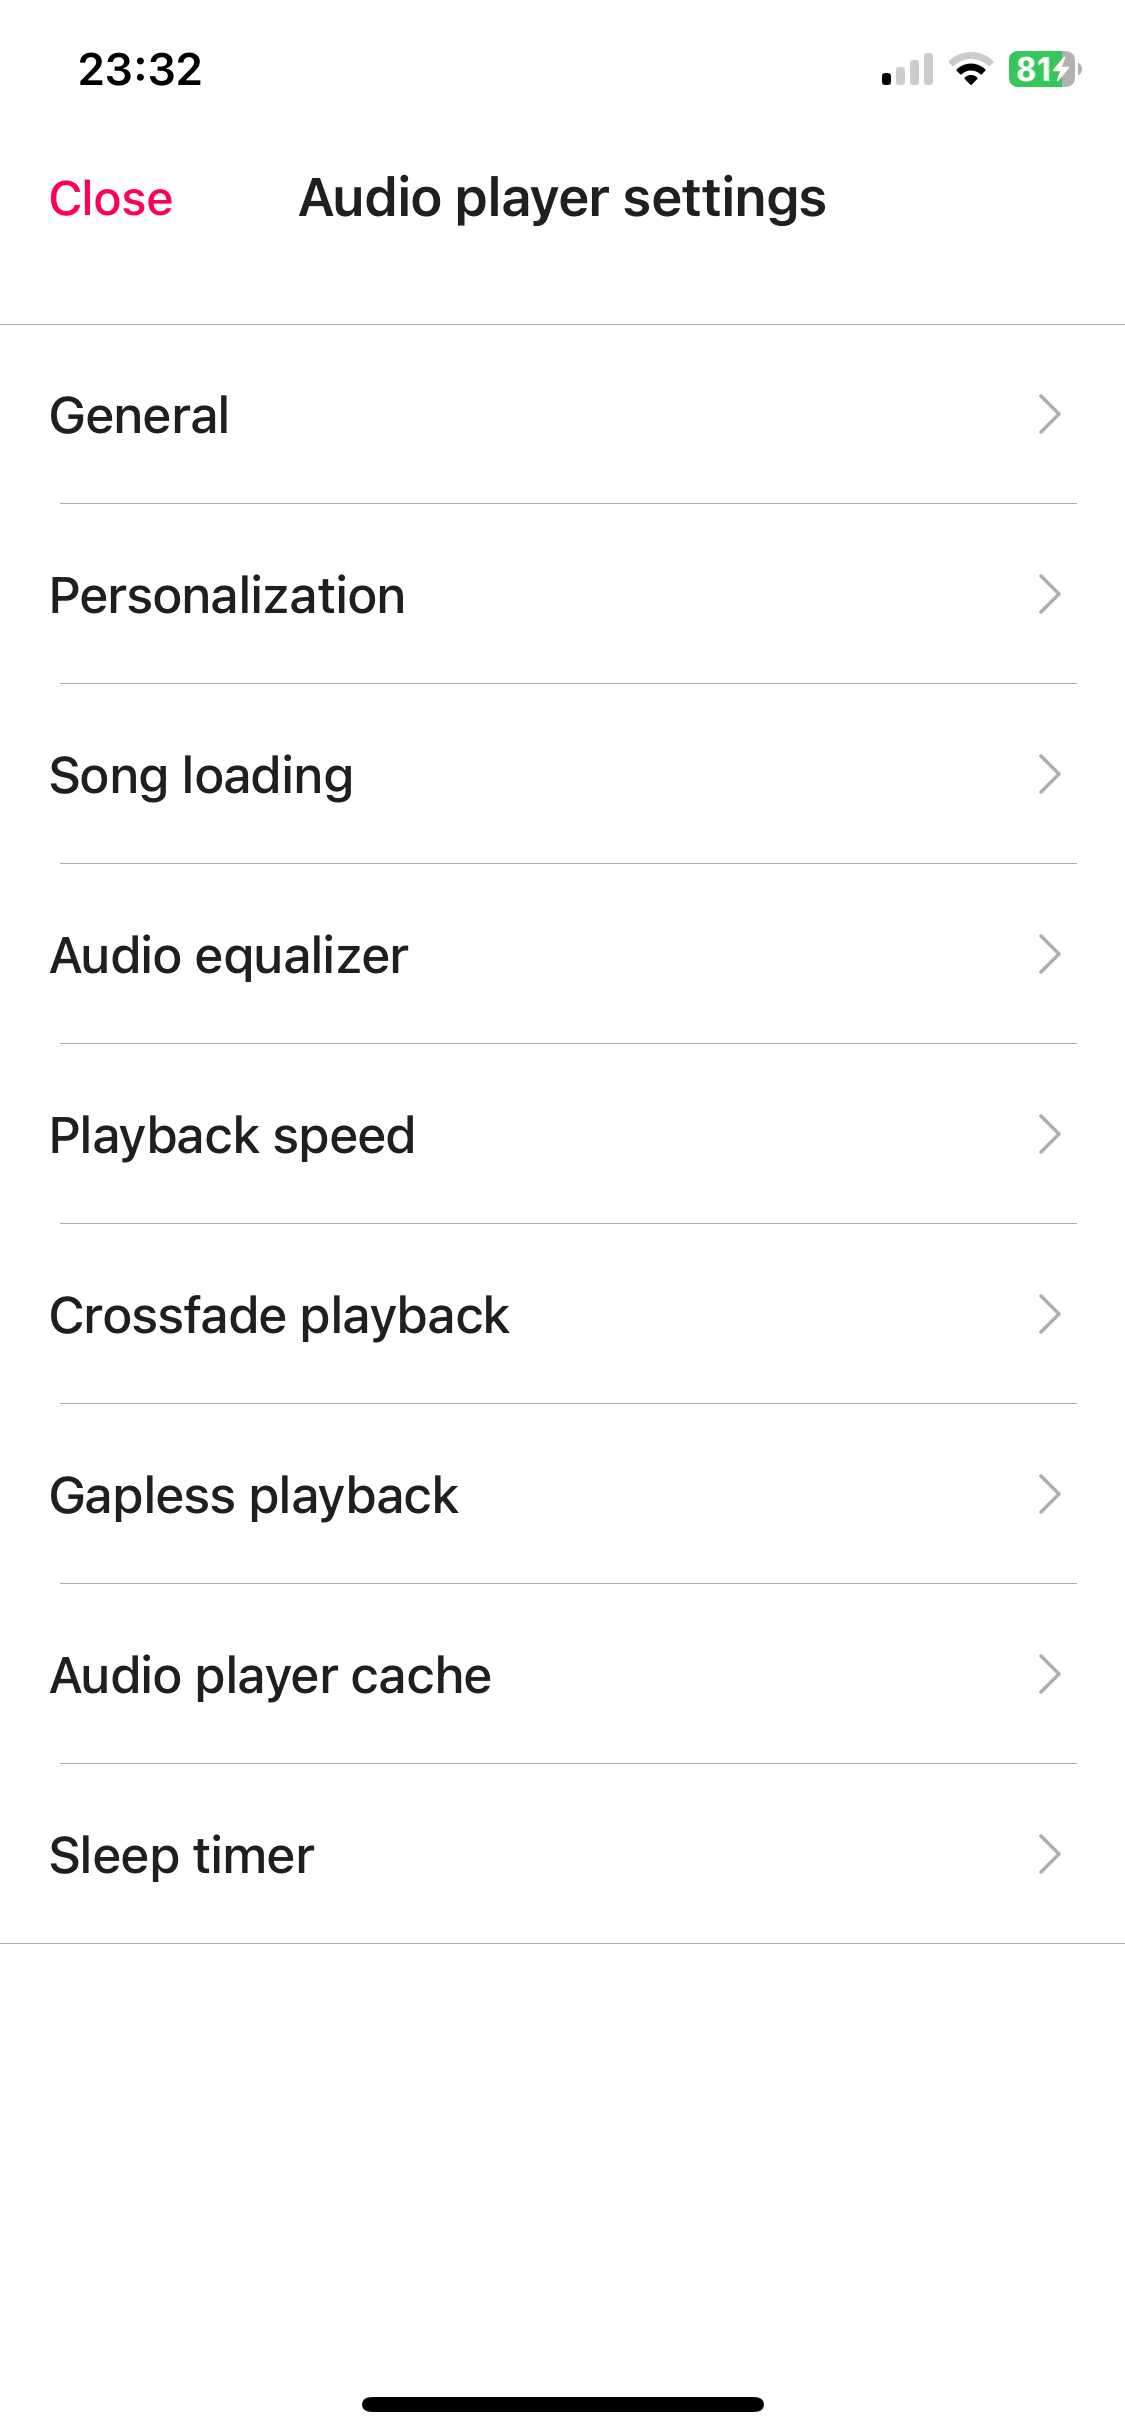 23:32
81
Close
Audio player settings
General
Personalization
Song loading
Audio equalizer
Playback speed
Crossfade playback
Gapless playback
Audio player cache
Sleep timer